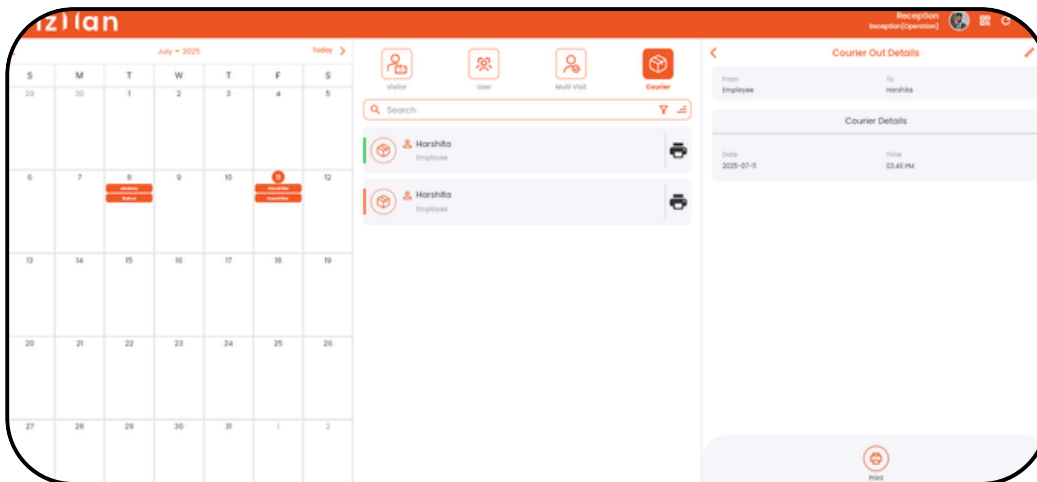 Reception
Reception(Operation)
July - 2025
Today
S M T W T F S
29 30 1 2 3 4 5
6 7 8 9 10 11 12
Harshita
Harshita
13 14 15 16 17 18 19
20 21 22 23 24 25 26
27 28 29 30 31 1 2
Visitor
User
Multi Visit
Courier
Search
Harshita
Employee
Harshita
Employee
Courier Out Details
From To
Employee Harshita
Courier Details
Date Time
2025-07-11 03.45 PM
Print